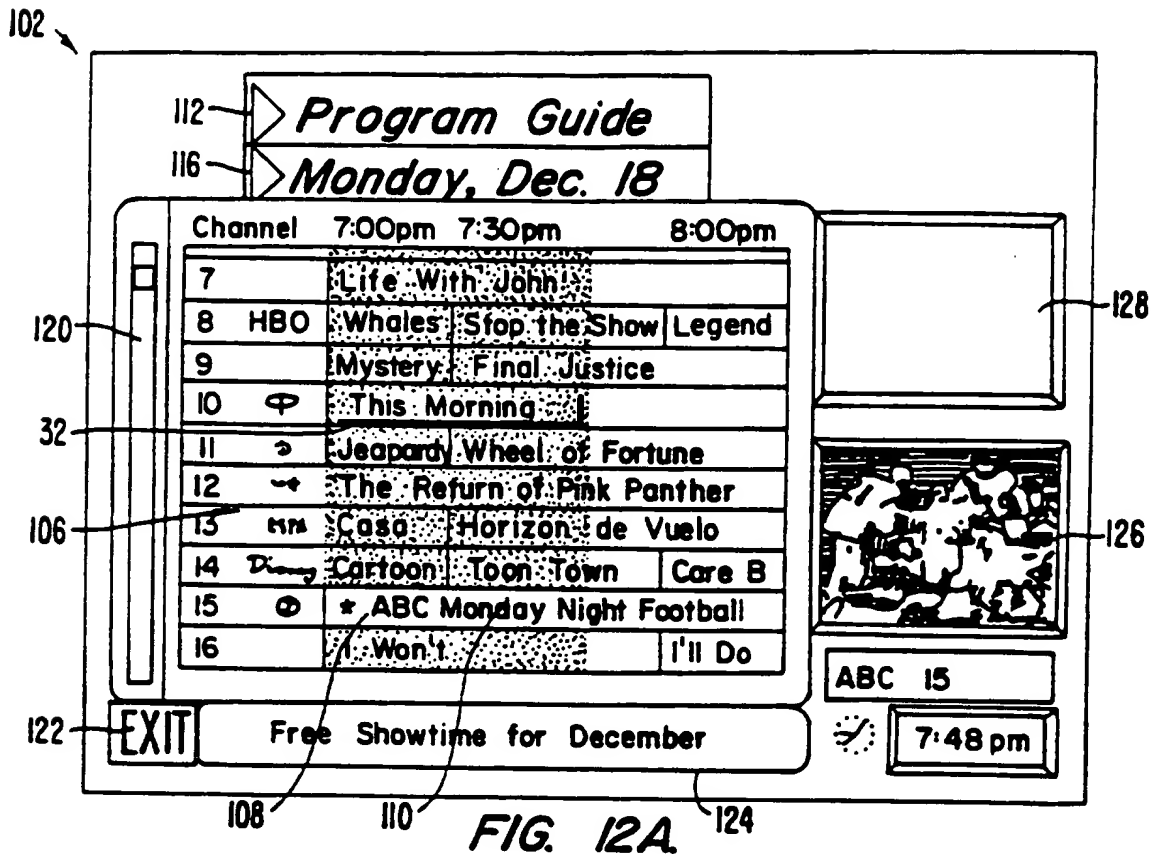 102
112
Program Guide
116
Monday, Dec. 18
Channel 7:00pm 7:30pm 8:00pm
7 Life With John
120
8 HBO Whales Stop the Show Legend
128
9 Mystery Final Justice
10 This Morning
32
11 Jeapardy Wheel of Fortune
12 The Return of Pink Panther
106
13 Casa Horizon de Vuelo
126
14 Disney Cartoon Toon Town Care B
15 * ABC Monday Night Football
16 I Won't I'll Do
ABC 15
122
EXIT
Free Showtime for December
7:48 pm
108
110
124
FIG. 12A.